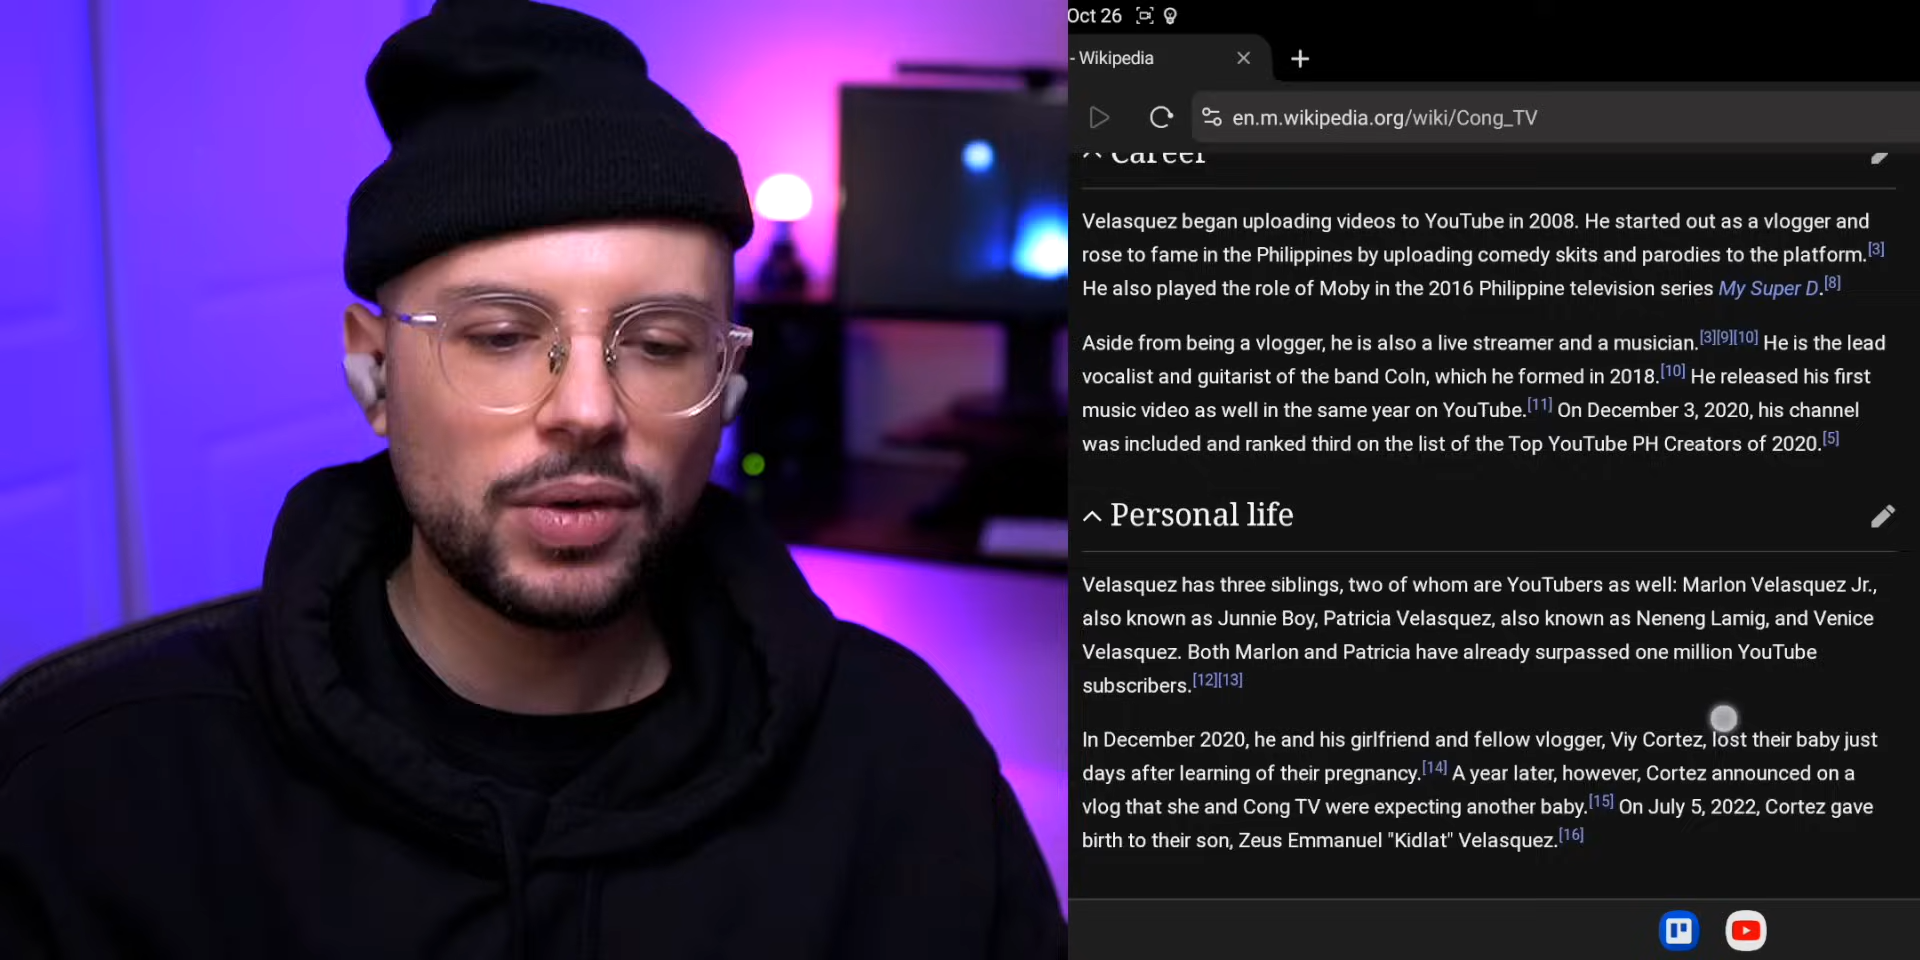 Oct 26
- Wikipedia
en.m.wikipedia.org/wiki/Cong_TV
Career
Velasquez began uploading videos to YouTube in 2008. He started out as a vlogger and
rose to fame in the Philippines by uploading comedy skits and parodies to the platform.[3]
He also played the role of Moby in the 2016 Philippine television series My Super D.[8]
Aside from being a vlogger, he is also a live streamer and a musician.[3][9][10] He is the lead
vocalist and guitarist of the band Coln, which he formed in 2018.[10] He released his first
music video as well in the same year on YouTube.[11] On December 3, 2020, his channel
was included and ranked third on the list of the Top YouTube PH Creators of 2020.[5]
Personal life
Velasquez has three siblings, two of whom are YouTubers as well: Marlon Velasquez Jr.,
also known as Junnie Boy, Patricia Velasquez, also known as Neneng Lamig, and Venice
Velasquez. Both Marlon and Patricia have already surpassed one million YouTube
subscribers.[12][13]
In December 2020, he and his girlfriend and fellow vlogger, Viy Cortez, lost their baby just
days after learning of their pregnancy.[14] A year later, however, Cortez announced on a
vlog that she and Cong TV were expecting another baby.[15] On July 5, 2022, Cortez gave
birth to their son, Zeus Emmanuel "Kidlat" Velasquez.[16]